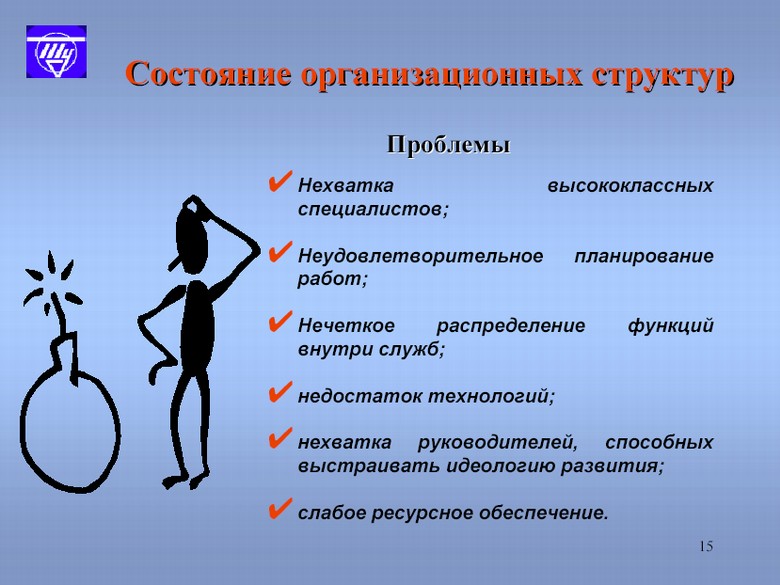 ТПУ
Состояние организационных структур
Проблемы
Нехватка высококлассных
специалистов;
Неудовлетворительное планирование
работ;
Нечеткое распределение функций
внутри служб;
недостаток технологий;
нехватка руководителей, способных
выстраивать идеологию развития;
слабое ресурсное обеспечение.
15